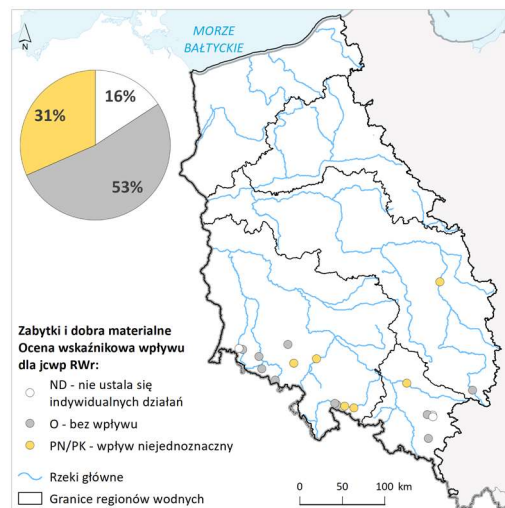 MORZE
BAŁTYCKIE
N
16%
31%
53%
Zabytki i dobra materialne
Ocena wskaźnikowa wpływu
dla jcwp RWr:
ND - nie ustala się
indywidualnych działań
O - bez wpływu
PN/PK - wpływ niejednoznaczny
Rzeki główne
Granice regionów wodnych
0 50 100 km